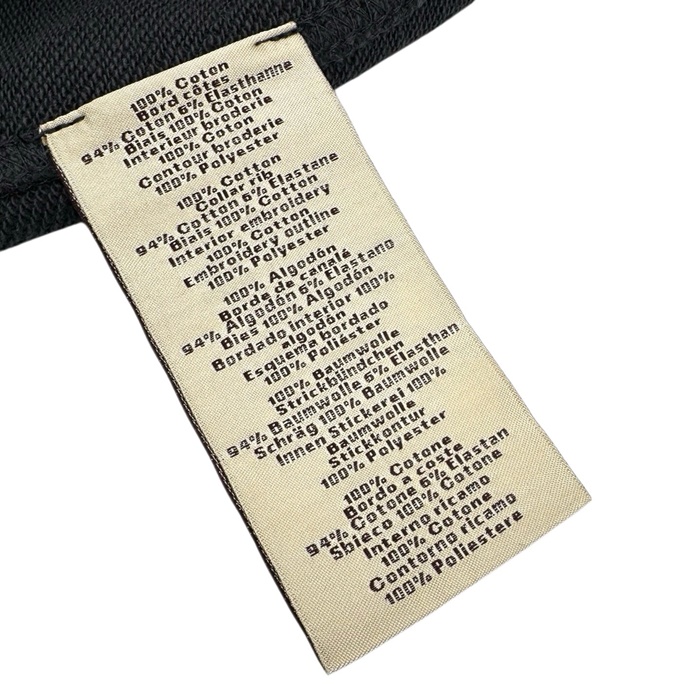 100% Coton
Bord côtes
94% Coton 6% Elasthanne
Biais 100% Coton
Interieur broderie
100% Coton
Contour broderie
100% Polyester
100% Cotton
Collar rib
94% Cotton 6% Elastane
Biais 100% Cotton
Interior embroidery
100% Cotton
Embroidery outline
100% Polyester
100% Algodón
Borde de canalé
94% Algodón 6% Elastano
Bies 100% Algodón
Bordado interior 100%
algodón
Esquema bordado
100% Poliéster
100% Baumwolle
Strickbündchen
94% Baumwolle 6% Elasthan
Schräg 100% Baumwolle
Innen Stickerei 100%
Baumwolle
Stickkontur
100% Polyester
100% Cotone
Bordo a coste
94% Cotone 6% Elastan
Sbieco 100% Cotone
Interno ricamo
100% Cotone
Contorno ricamo
100% Poliestere